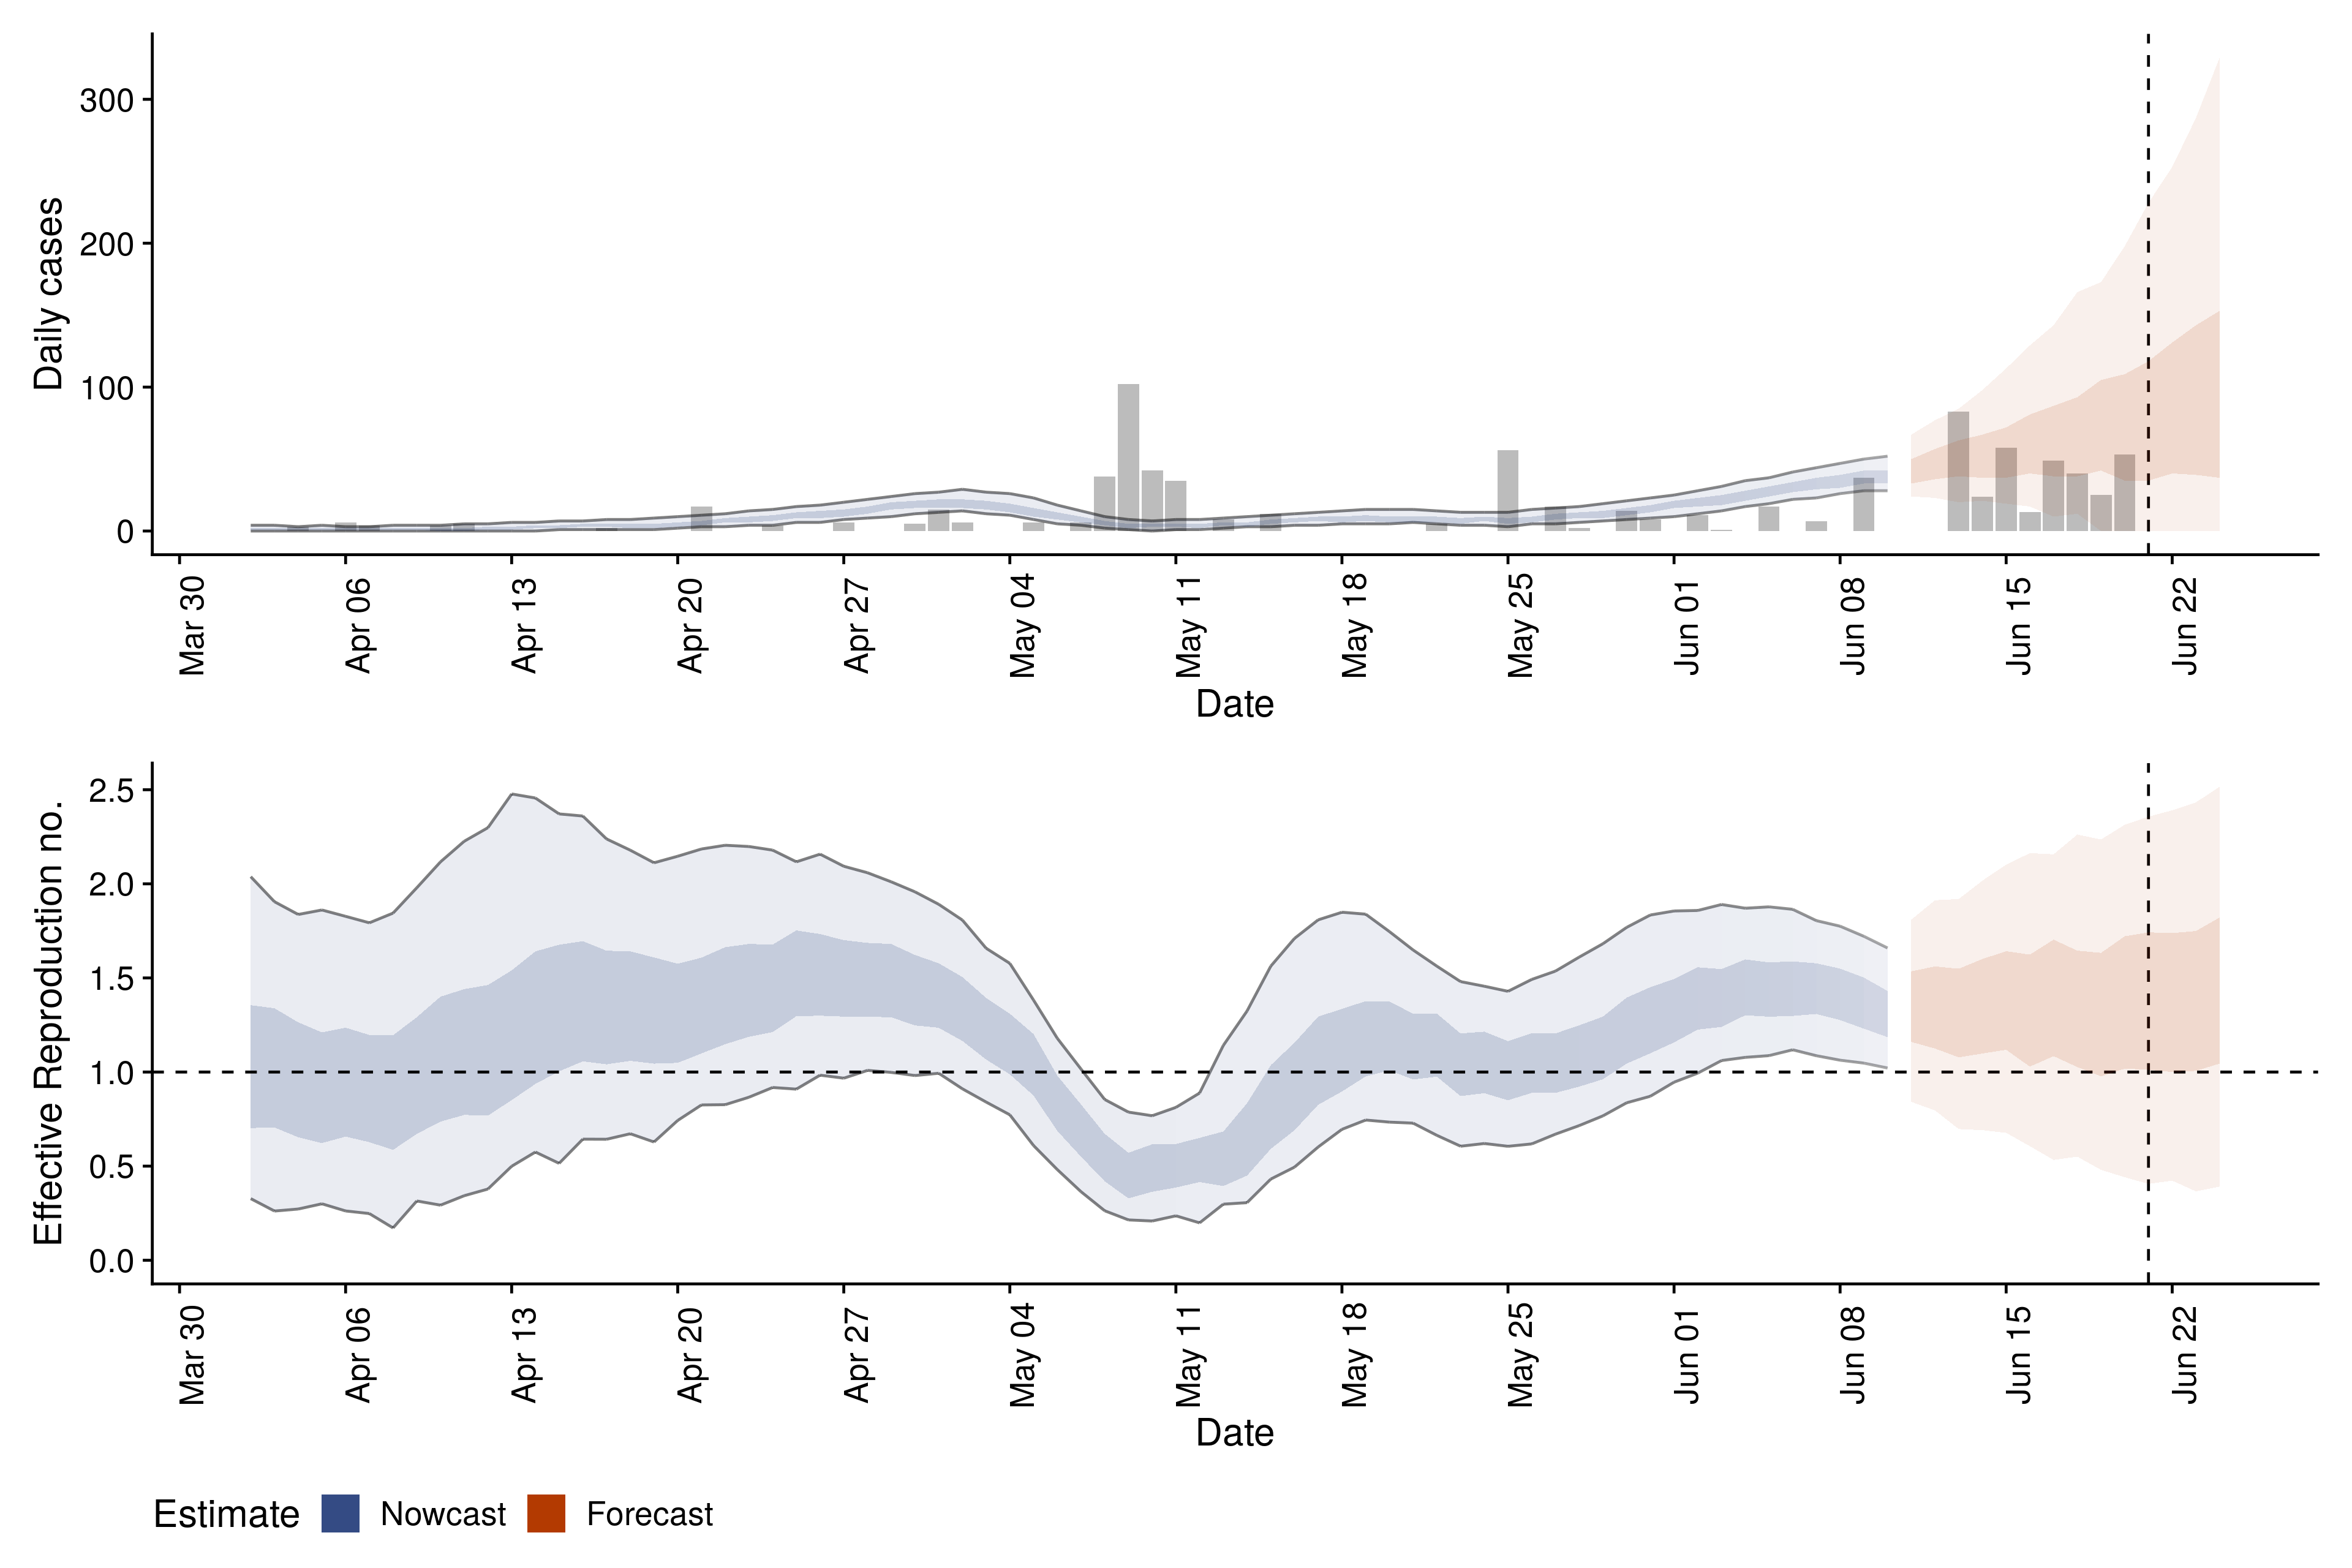 300
200
100
0
Daily cases
Mar 30
Apr 06
Apr 13
Apr 20
Apr 27
May 04
May 11
May 18
May 25
Jun 01
Jun 08
Jun 15
Jun 22
Date
2.5
2.0
1.5
1.0
0.5
0.0
Effective Reproduction no.
Mar 30
Apr 06
Apr 13
Apr 20
Apr 27
May 04
May 11
May 18
May 25
Jun 01
Jun 08
Jun 15
Jun 22
Date
Estimate Nowcast Forecast